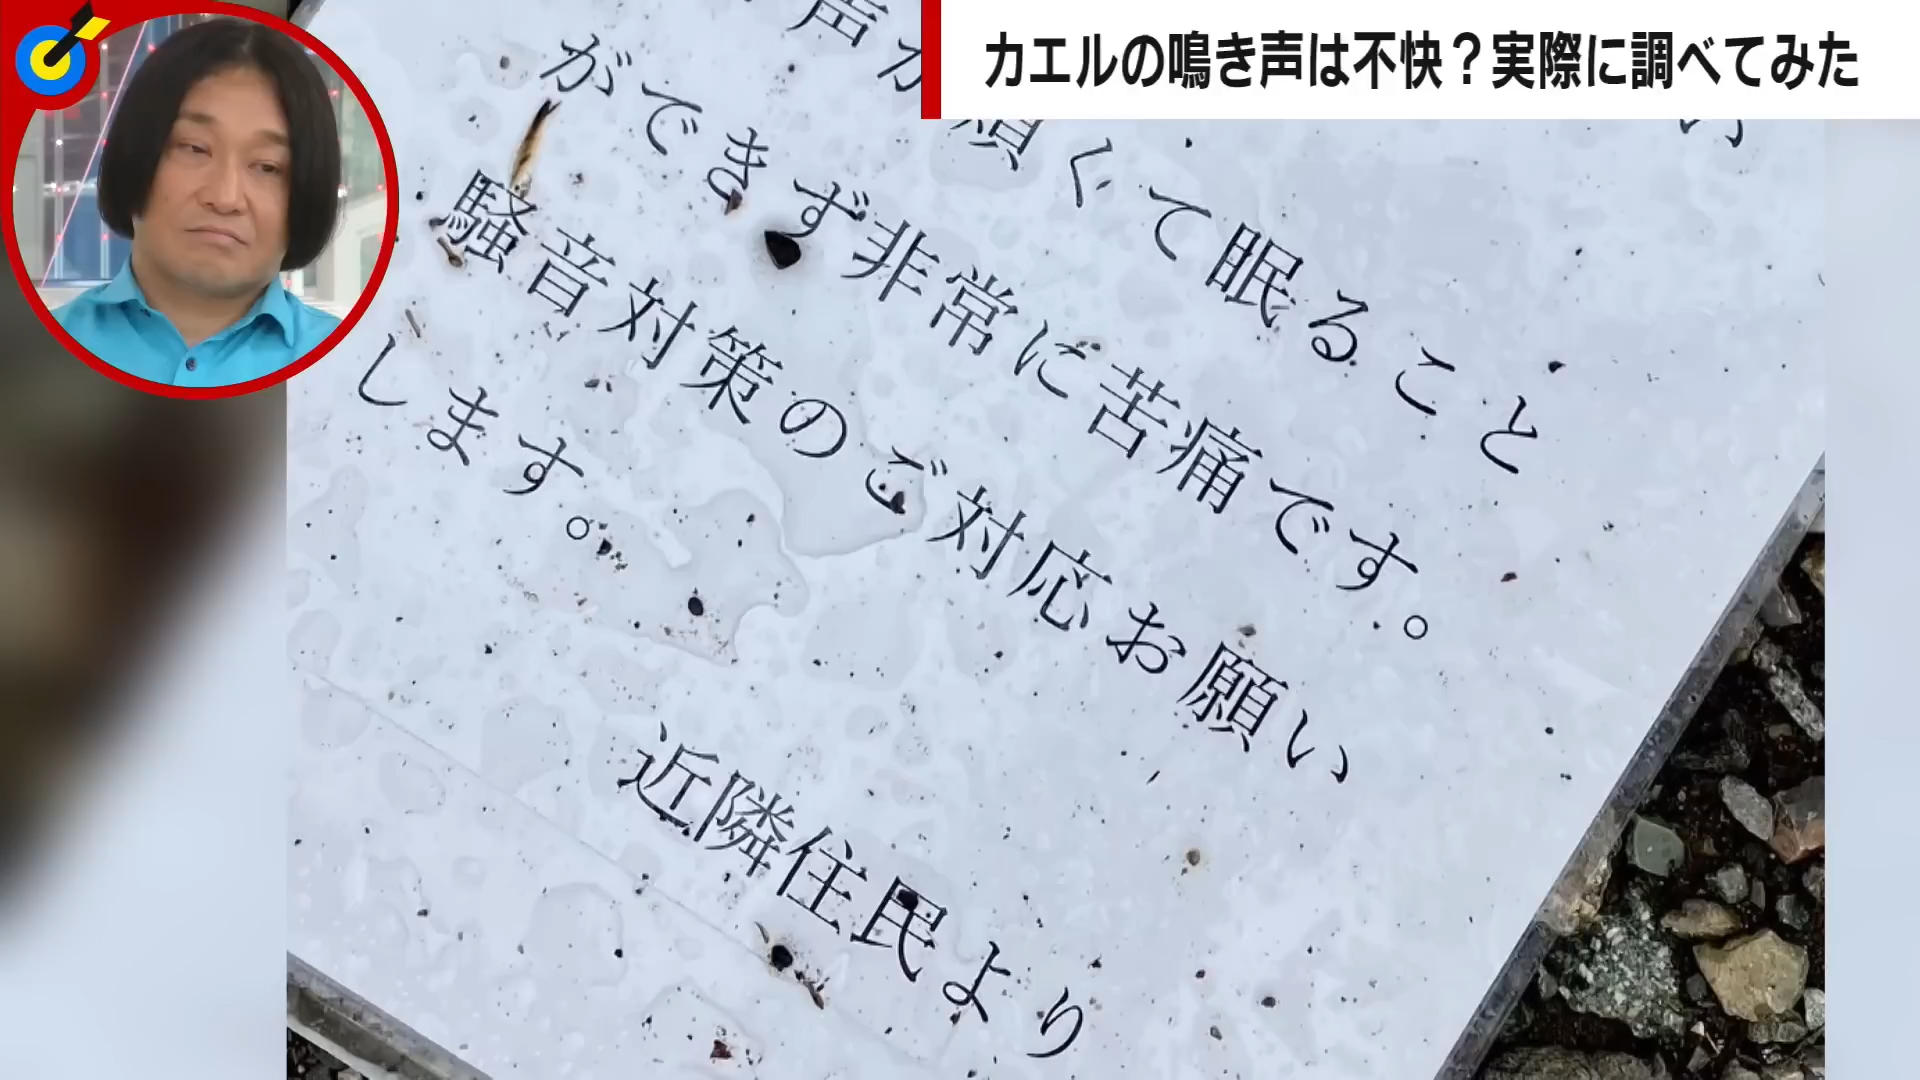 カエルの鳴き声は不快？実際に調べてみた
声が
煩くて眠ること
ができず非常に苦痛です。
騒音対策のご対応お願い
します。
近隣住民より